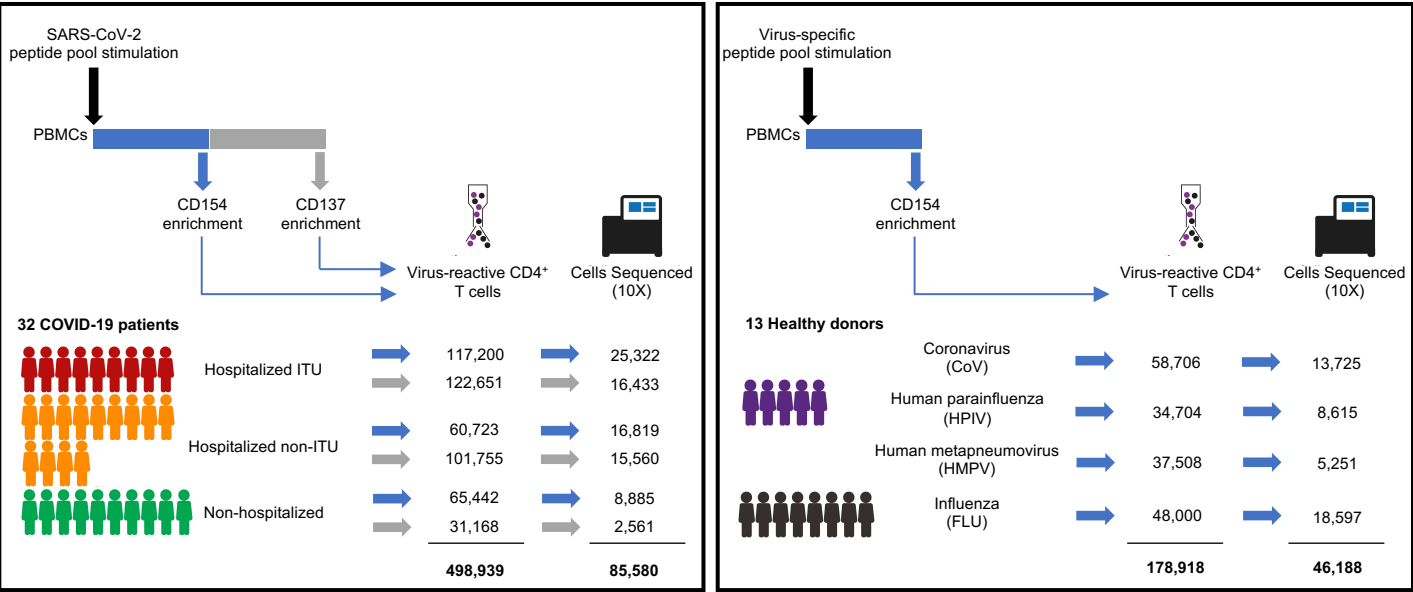 SARS-CoV-2
peptide pool stimulation
PBMCs
CD154
enrichment
CD137
enrichment
Virus-reactive CD4+
T cells
Cells Sequenced
(10X)
32 COVID-19 patients
Hospitalized ITU
117,200
25,322
122,651
16,433
Hospitalized non-ITU
60,723
16,819
101,755
15,560
Non-hospitalized
65,442
8,885
31,168
2,561
498,939
85,580
Virus-specific
peptide pool stimulation
PBMCs
CD154
enrichment
Virus-reactive CD4+
T cells
Cells Sequenced
(10X)
13 Healthy donors
Coronavirus
(CoV)
58,706
13,725
Human parainfluenza
(HPIV)
34,704
8,615
Human metapneumovirus
(HMPV)
37,508
5,251
Influenza
(FLU)
48,000
18,597
178,918
46,188